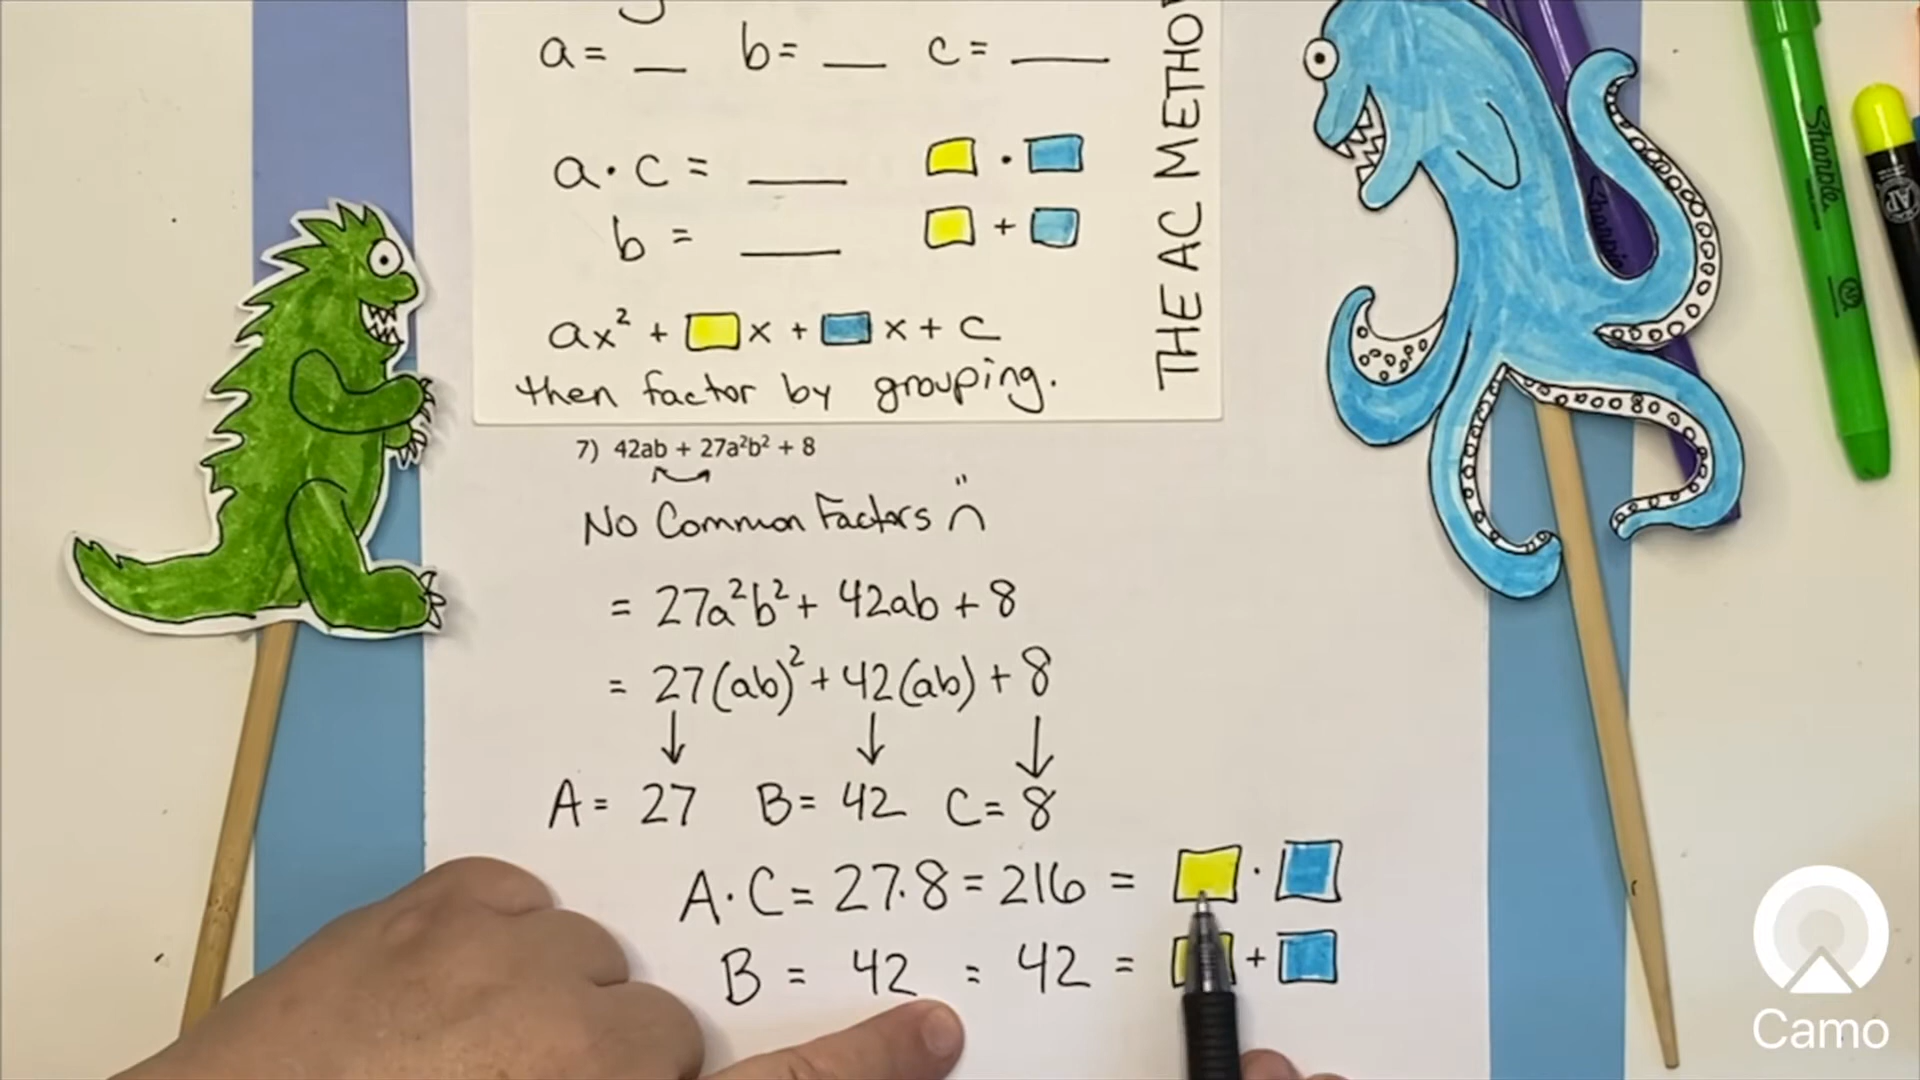 a = __ b = __ c = ___
a · c = ___ · 
b = ___ +
ax² + x + x + c
then factor by grouping.
THE AC METHO
7) 42ab + 27a²b² + 8
No Common Factors
= 27a²b² + 42ab + 8
= 27(ab)² + 42(ab) + 8
A = 27 B = 42 C = 8
A · C = 27 · 8 = 216 = ·
B = 42 = 42 = +
Sharpie
Sharpie
AP
Camo